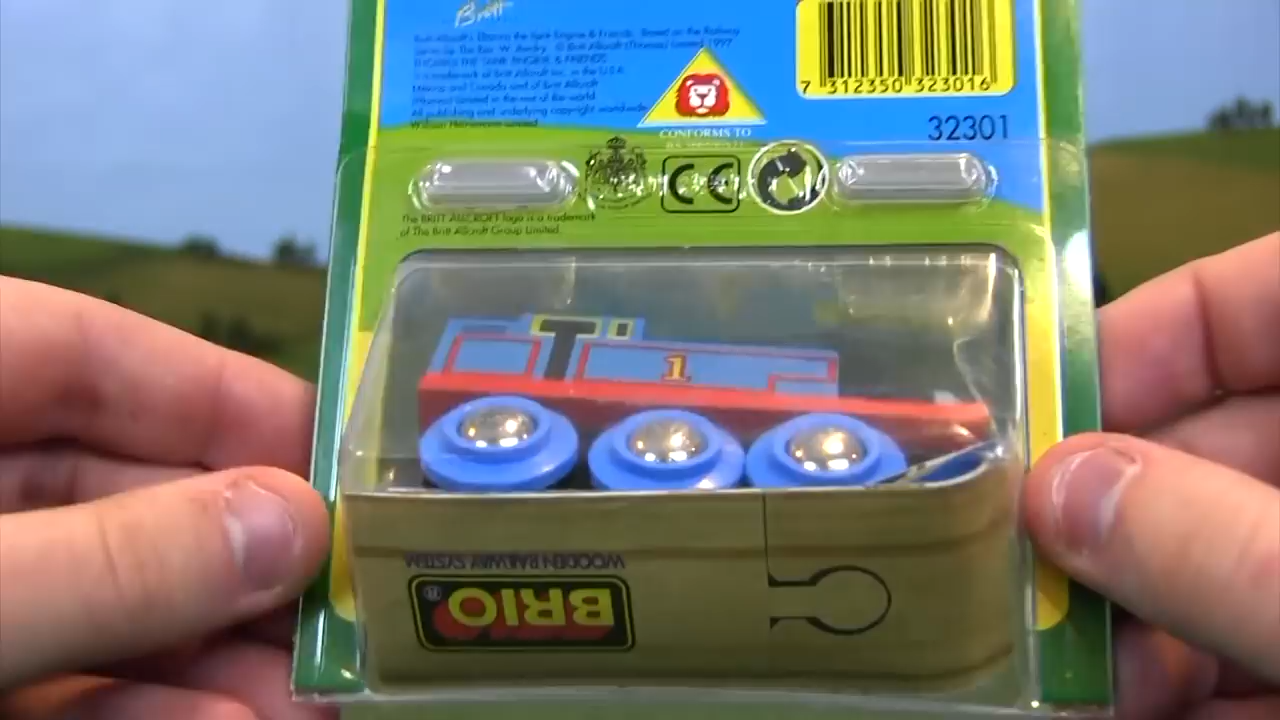 Britt
Britt Allcroft's Thomas the Tank Engine & Friends. Based on the Railway
Series by The Rev. W. Awdry. © Britt Allcroft (Thomas) Limited 1997
THOMAS THE TANK ENGINE & FRIENDS
is a trademark of Britt Allcroft Inc. in the U.S.A.
Mexico and Canada and of Britt Allcroft
(Thomas) Limited in the rest of the world.
All publishing and underlying copyright worldwide
William Heinemann Limited.
7 312350 323016
32301
CONFORMS TO
CE
The BRITT ALLCROFT logo is a trademark
of The Britt Allcroft Group Limited.
1
WOODEN RAILWAY SYSTEM
BRIO®